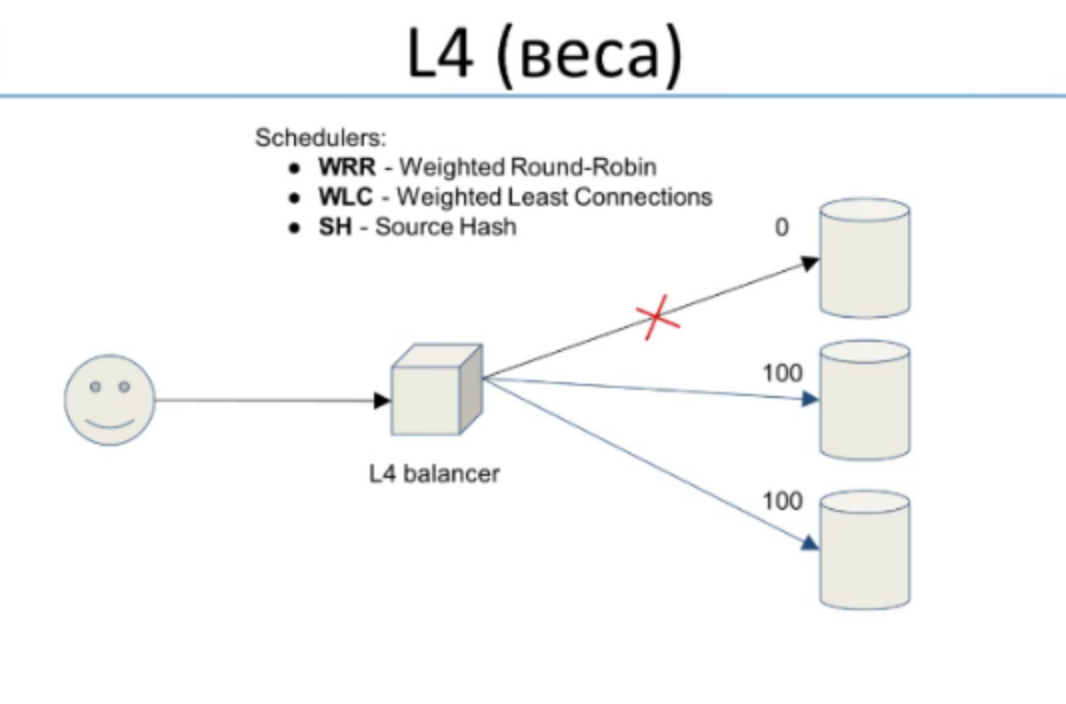 L4 (веса)
Schedulers:
● WRR - Weighted Round-Robin
● WLC - Weighted Least Connections
● SH - Source Hash
0
100
L4 balancer
100